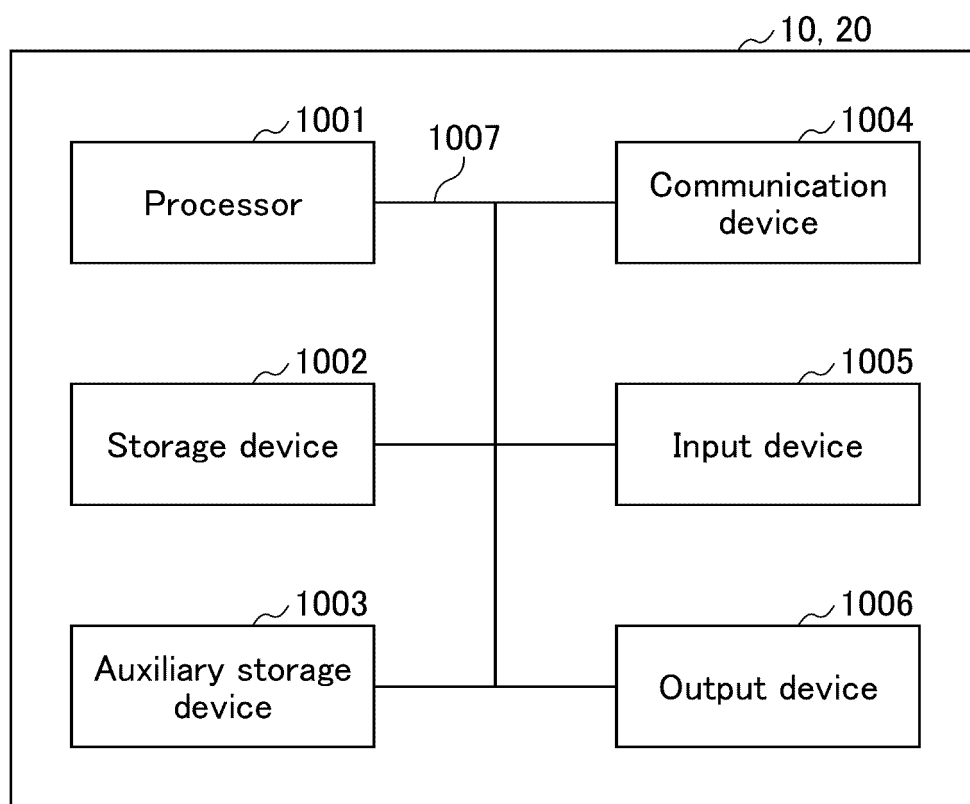 10, 20
1001
1007
1004
Processor
Communication
device
1002
1005
Storage device
Input device
1003
1006
Auxiliary storage
device
Output device